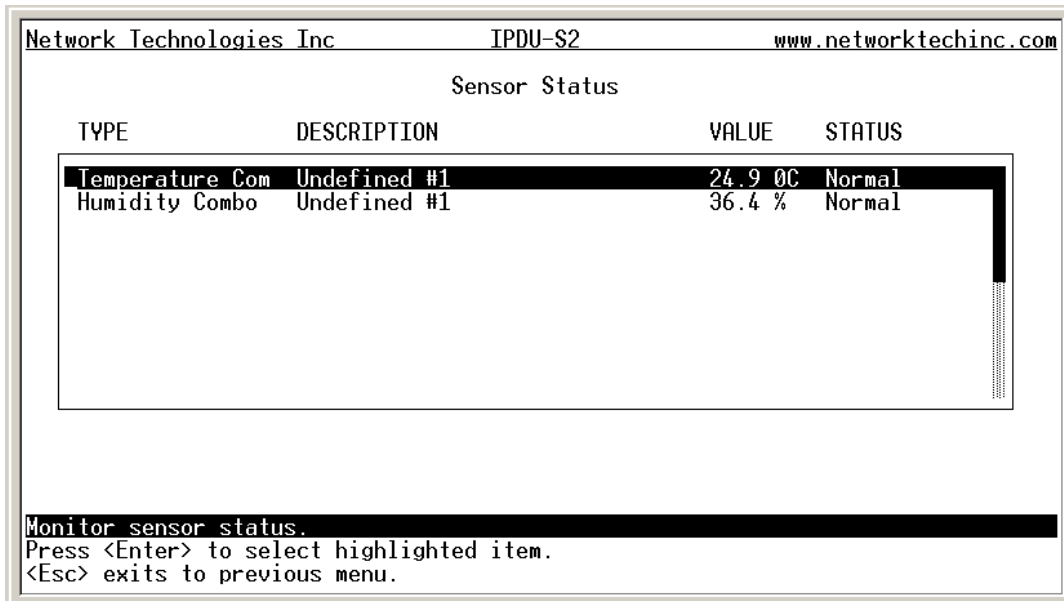 Network Technologies Inc IPDU-S2 www.networktechinc.com
Sensor Status
TYPE DESCRIPTION VALUE STATUS
Temperature Com Undefined #1 24.9 0C Normal
Humidity Combo Undefined #1 36.4 % Normal
Monitor sensor status.
Press <Enter> to select highlighted item.
<Esc> exits to previous menu.